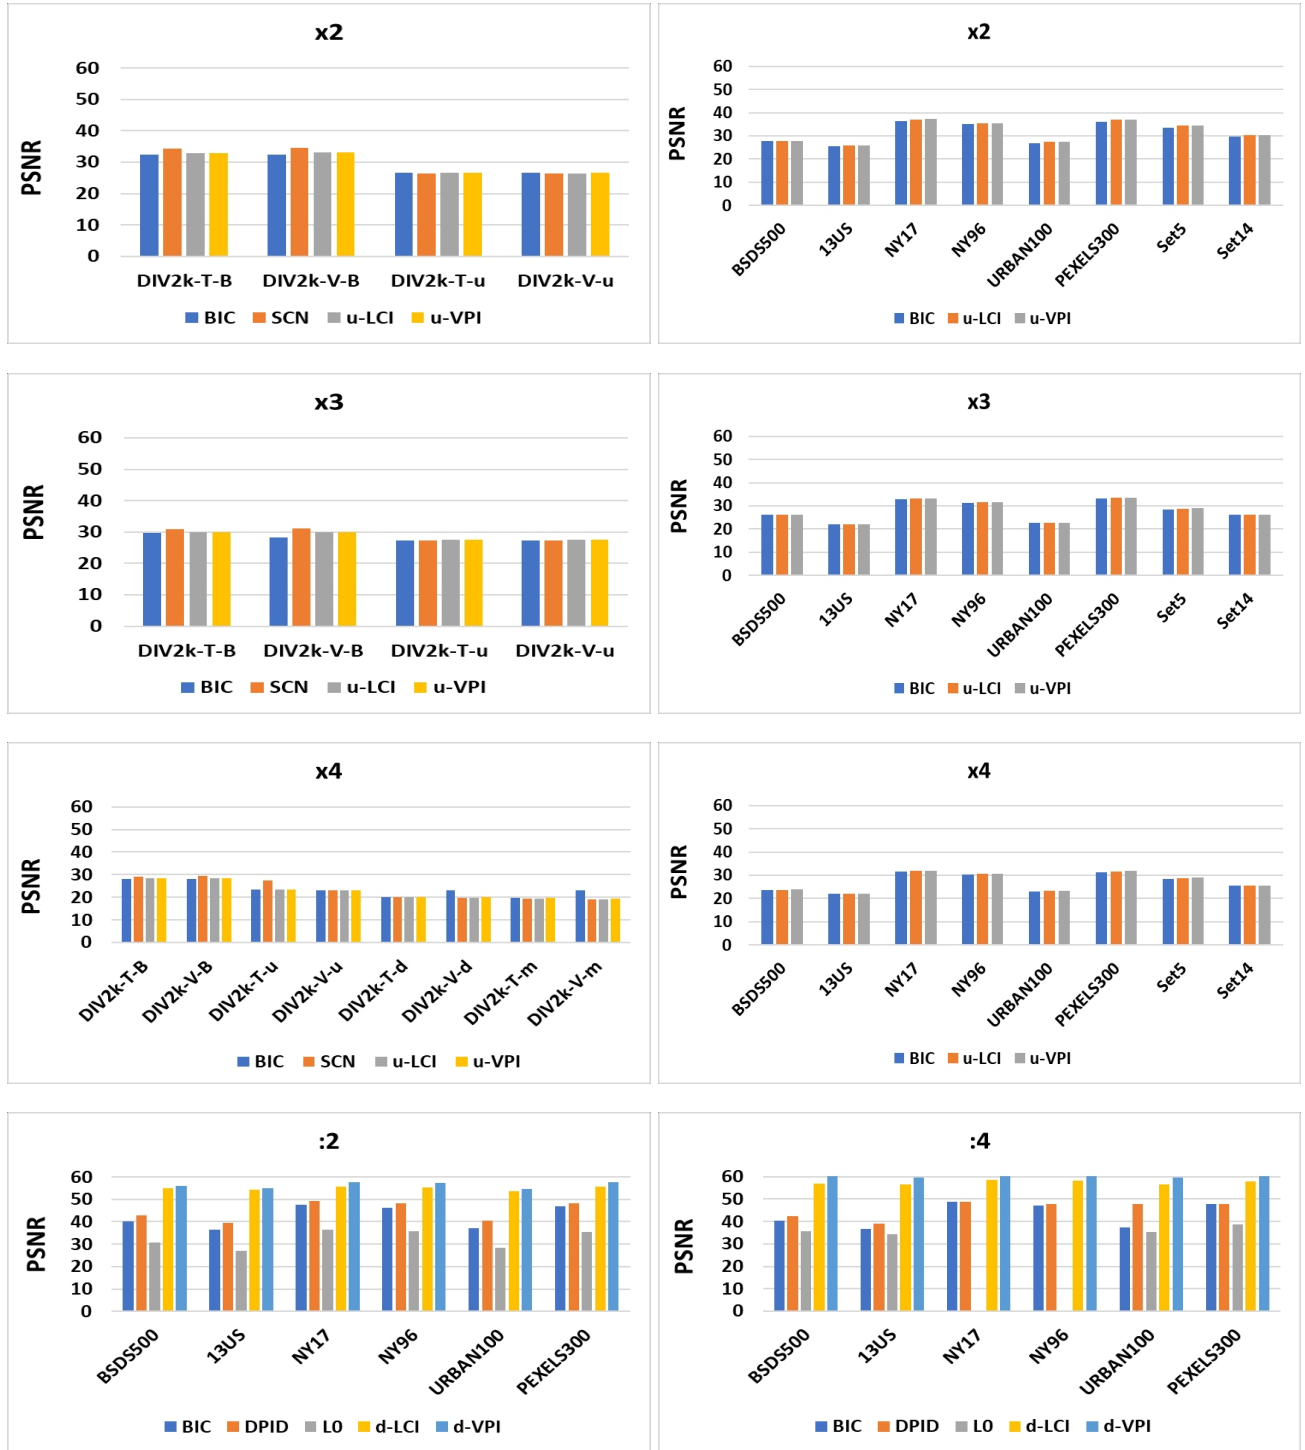 x2
60
50
40
30
20
10
0
PSNR
DIV2k-T-B DIV2k-V-B DIV2k-T-u DIV2k-V-u
BIC SCN u-LCI u-VPI
x2
60
50
40
30
20
10
0
PSNR
BSDS500 13US NY17 NY96 URBAN100 PEXELS300 Set5 Set14
BIC u-LCI u-VPI
x3
60
50
40
30
20
10
0
PSNR
DIV2k-T-B DIV2k-V-B DIV2k-T-u DIV2k-V-u
BIC SCN u-LCI u-VPI
x3
60
50
40
30
20
10
0
PSNR
BSDS500 13US NY17 NY96 URBAN100 PEXELS300 Set5 Set14
BIC u-LCI u-VPI
x4
60
50
40
30
20
10
0
PSNR
DIV2k-T-B DIV2k-V-B DIV2k-T-u DIV2k-V-u DIV2k-T-d DIV2k-V-d DIV2k-T-m DIV2k-V-m
BIC SCN u-LCI u-VPI
x4
60
50
40
30
20
10
0
PSNR
BSDS500 13US NY17 NY96 URBAN100 PEXELS300 Set5 Set14
BIC u-LCI u-VPI
:2
60
50
40
30
20
10
0
PSNR
BSDS500 13US NY17 NY96 URBAN100 PEXELS300
BIC DPID L0 d-LCI d-VPI
:4
60
50
40
30
20
10
0
PSNR
BSDS500 13US NY17 NY96 URBAN100 PEXELS300
BIC DPID L0 d-LCI d-VPI